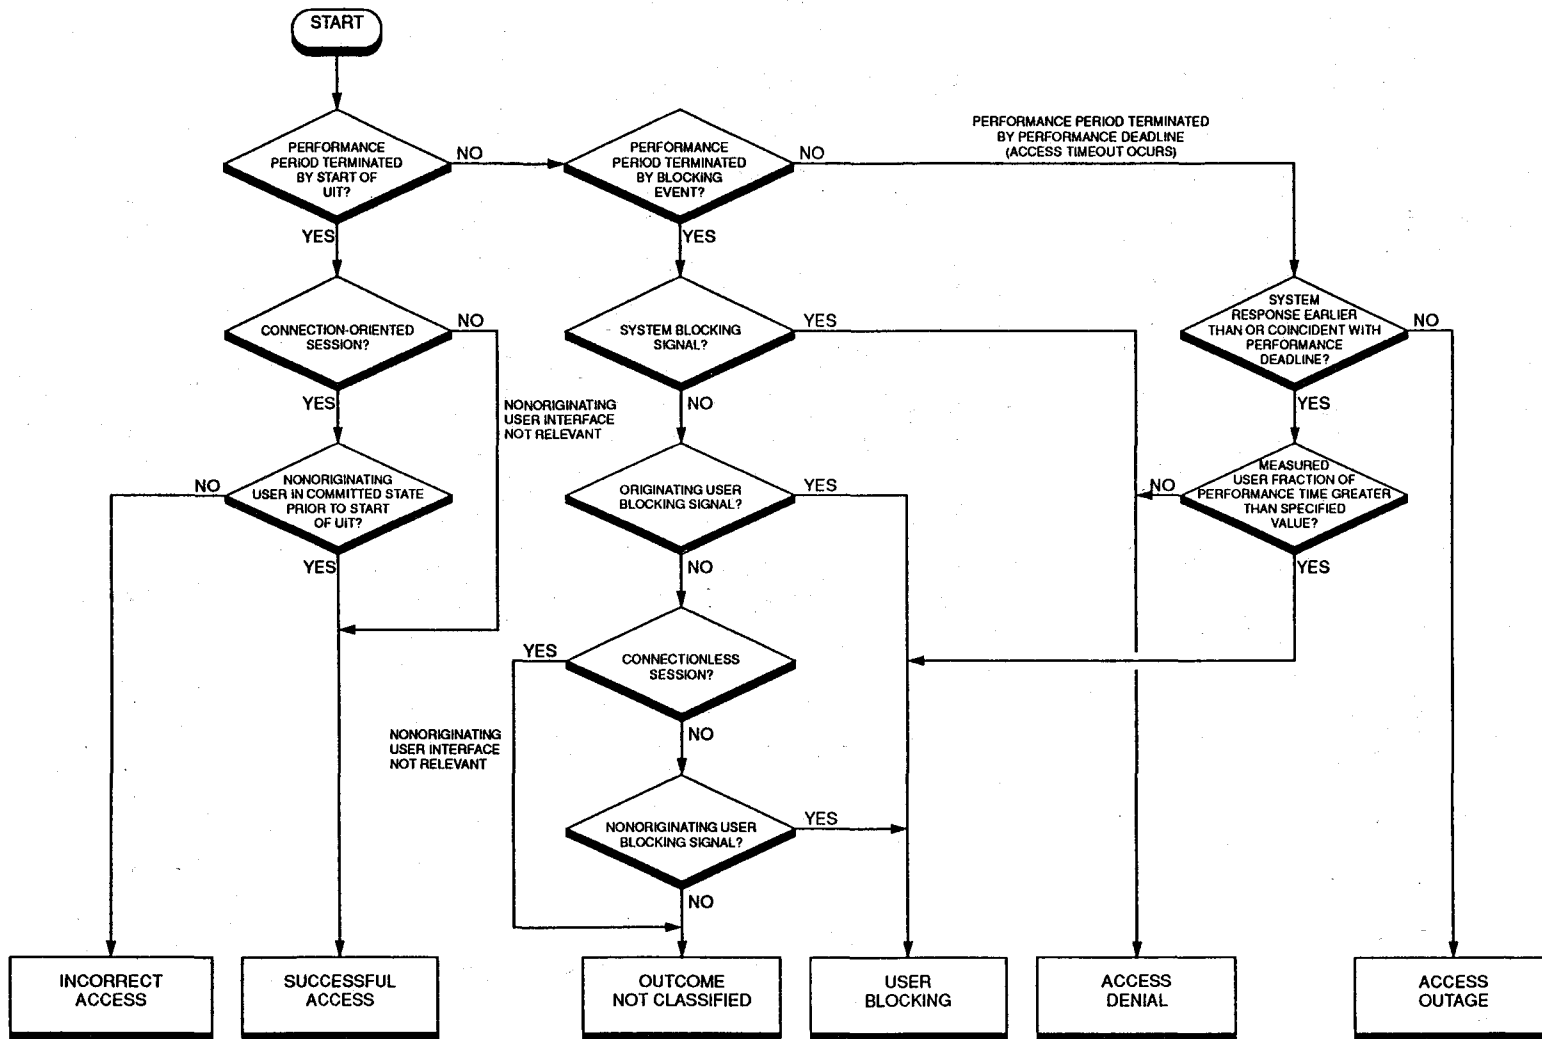 START
PERFORMANCE
PERIOD TERMINATED
BY START OF
UIT?
NO
PERFORMANCE
PERIOD TERMINATED
BY BLOCKING
EVENT?
NO
PERFORMANCE PERIOD TERMINATED
BY PERFORMANCE DEADLINE
(ACCESS TIMEOUT OCURS)
YES
YES
CONNECTION-ORIENTED
SESSION?
NO
SYSTEM BLOCKING
SIGNAL?
YES
SYSTEM
RESPONSE EARLIER
THAN OR COINCIDENT WITH
PERFORMANCE
DEADLINE?
NO
YES
NONORIGINATING
USER INTERFACE
NOT RELEVANT
NO
YES
NO
NONORIGINATING
USER IN COMMITTED STATE
PRIOR TO START
OF UIT?
ORIGINATING USER
BLOCKING SIGNAL?
YES
NO
MEASURED
USER FRACTION OF
PERFORMANCE TIME GREATER
THAN SPECIFIED
VALUE?
YES
NO
YES
YES
CONNECTIONLESS
SESSION?
NONORIGINATING
USER INTERFACE
NOT RELEVANT
NO
NONORIGINATING USER
BLOCKING SIGNAL?
YES
NO
INCORRECT
ACCESS
SUCCESSFUL
ACCESS
OUTCOME
NOT CLASSIFIED
USER
BLOCKING
ACCESS
DENIAL
ACCESS
OUTAGE